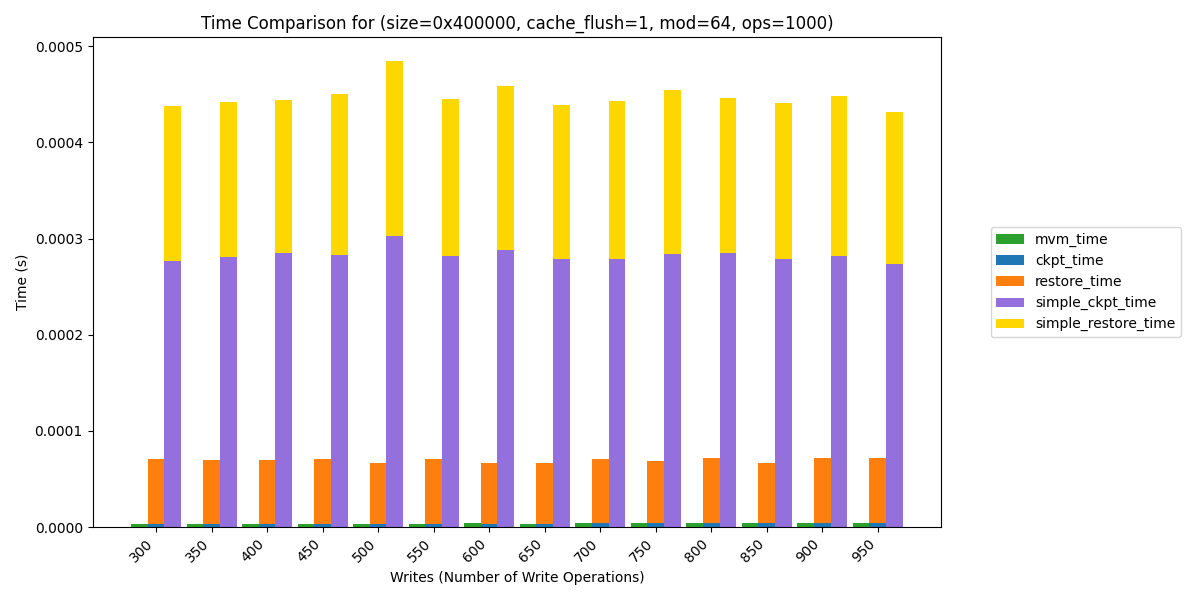 Time Comparison for (size=0x400000, cache_flush=1, mod=64, ops=1000)
Time (s)
0.0005
0.0004
0.0003
0.0002
0.0001
0.0000
300
350
400
450
500
550
600
650
700
750
800
850
900
950
Writes (Number of Write Operations)
mvm_time
ckpt_time
restore_time
simple_ckpt_time
simple_restore_time